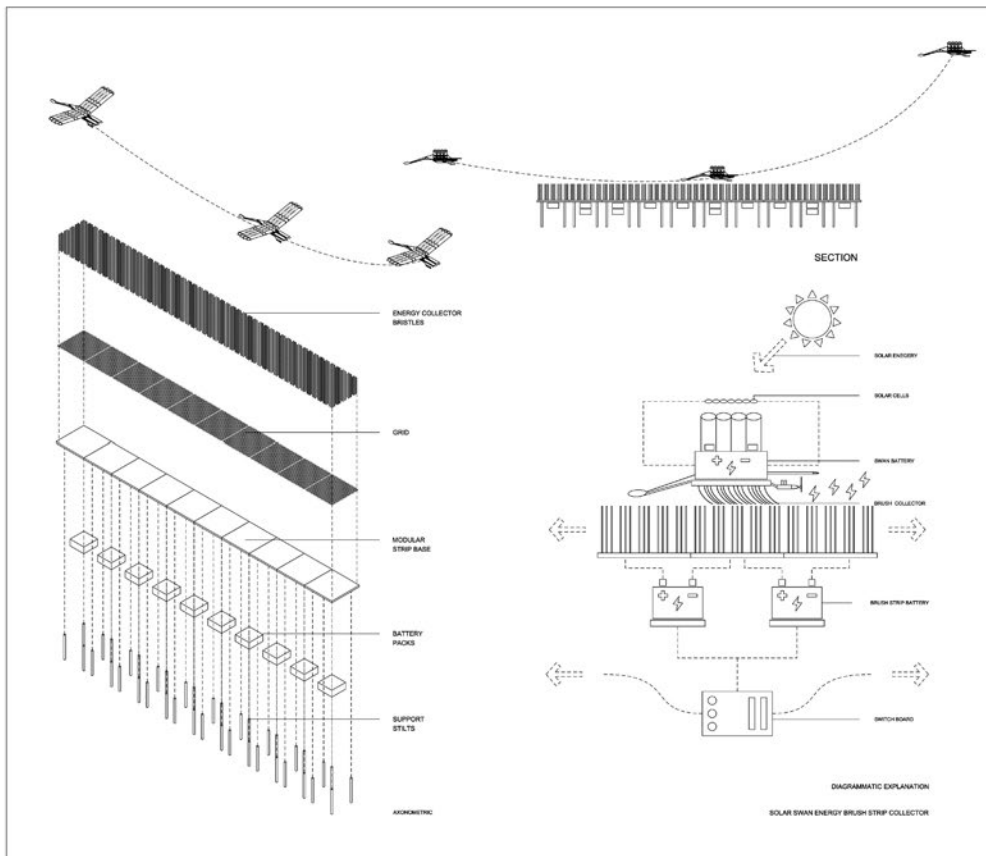 SECTION
ENERGY COLLECTOR
BRISTLES
GRID
MODULAR
STRIP BASE
BATTERY
PACKS
SUPPORT
STILTS
AXONOMETRIC
SOLAR ENEGERY
SOLAR CELLS
SWAN BATTERY
BRUSH COLLECTOR
BRUSH STRIP BATTERY
SWITCH BOARD
DIAGRAMMATIC EXPLANATION
SOLAR SWAN ENERGY BRUSH STRIP COLLECTOR